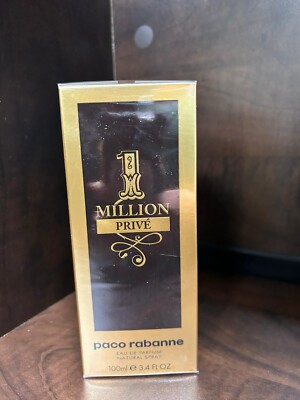 1
MILLION
PRIVÉ
paco rabanne
EAU DE PARFUM
NATURAL SPRAY
100ml ℮ 3.4 FL.OZ